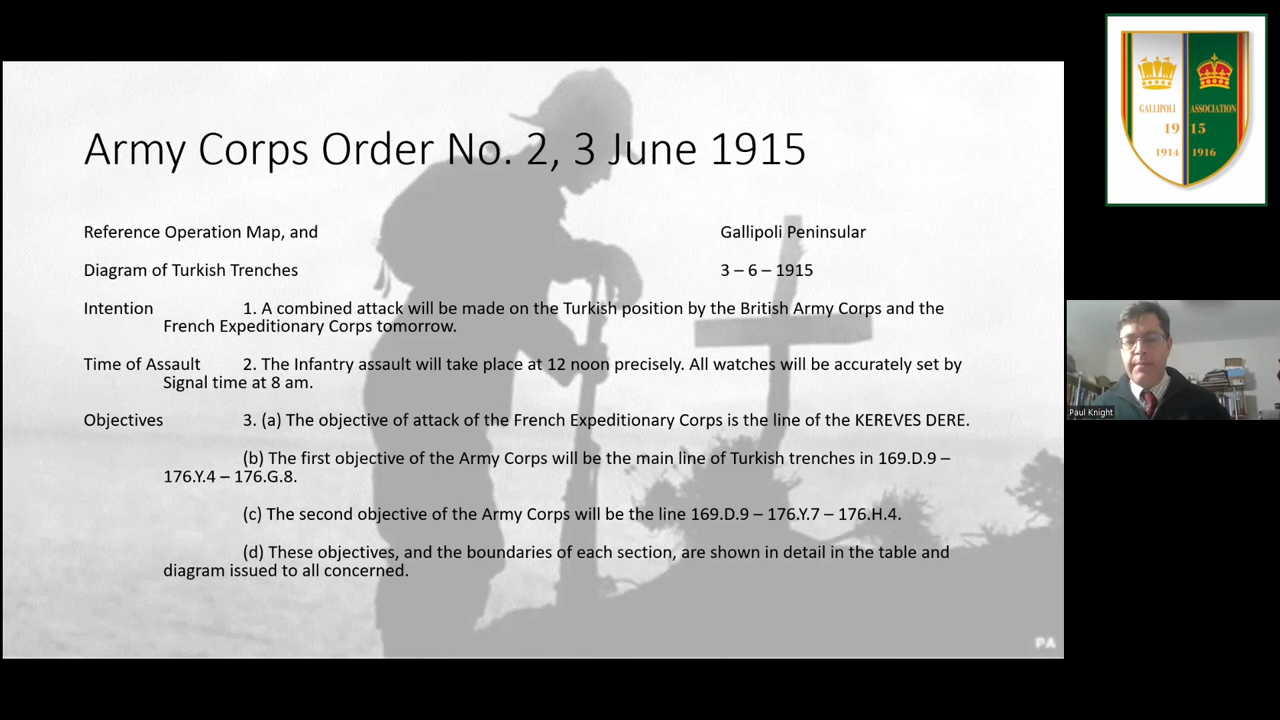 Army Corps Order No. 2, 3 June 1915
Reference Operation Map, and Gallipoli Peninsular
Diagram of Turkish Trenches 3 – 6 – 1915
Intention 1. A combined attack will be made on the Turkish position by the British Army Corps and the
French Expeditionary Corps tomorrow.
Time of Assault 2. The Infantry assault will take place at 12 noon precisely. All watches will be accurately set by
Signal time at 8 am.
Objectives 3. (a) The objective of attack of the French Expeditionary Corps is the line of the KEREVES DERE.
(b) The first objective of the Army Corps will be the main line of Turkish trenches in 169.D.9 –
176.Y.4 – 176.G.8.
(c) The second objective of the Army Corps will be the line 169.D.9 – 176.Y.7 – 176.H.4.
(d) These objectives, and the boundaries of each section, are shown in detail in the table and
diagram issued to all concerned.
PA
GALLIPOLI ASSOCIATION
19 15
1914 1916
Paul Knight